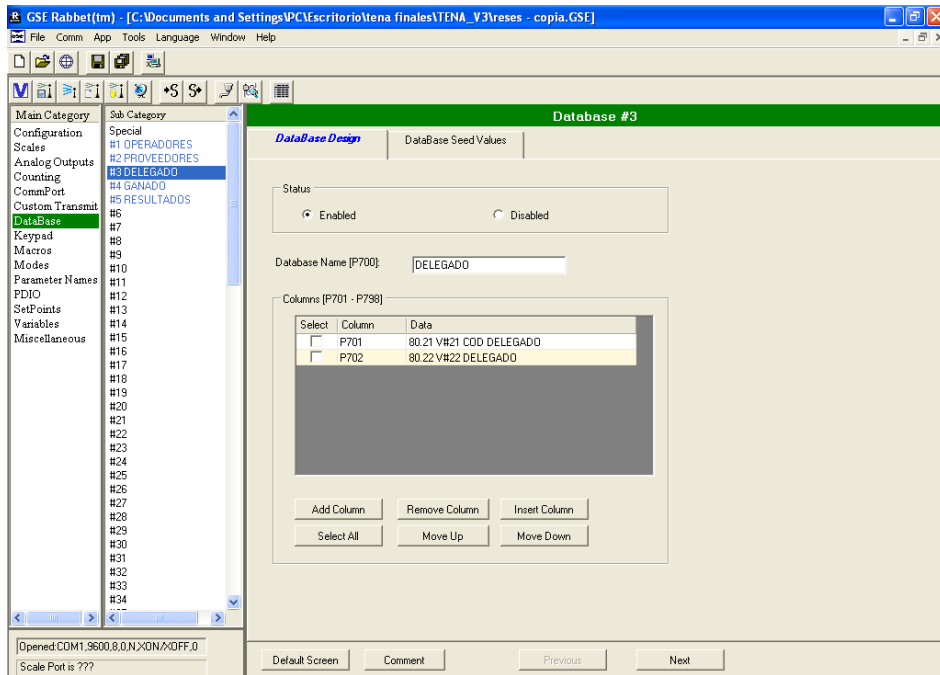 GSE Rabbet(tm) - [C:\Documents and Settings\PC\Escritorio\tena finales\TENA_V3\reses - copia.GSE]
File Comm App Tools Language Window Help
Main Category
Configuration
Scales
Analog Outputs
Counting
CommPort
Custom Transmit
DataBase
Keypad
Macros
Modes
Parameter Names
PDIO
SetPoints
Variables
Miscellaneous
Sub Category
Special
#1 OPERADORES
#2 PROVEEDORES
#3 DELEGADO
#4 GANADO
#5 RESULTADOS
#6
#7
#8
#9
#10
#11
#12
#13
#14
#15
#16
#17
#18
#19
#20
#21
#22
#23
#24
#25
#26
#27
#28
#29
#30
#31
#32
#33
#34
Database #3
DataBase Design
DataBase Seed Values
Status
Enabled
Disabled
Database Name [P700]:
DELEGADO
Columns [P701 - P798]
Select Column Data
P701 80.21 V#21 COD DELEGADO
P702 80.22 V#22 DELEGADO
Add Column Remove Column Insert Column
Select All Move Up Move Down
Opened:COM1,9600,8,0,N,XON/XOFF,0
Scale Port is ???
Default Screen Comment Previous Next